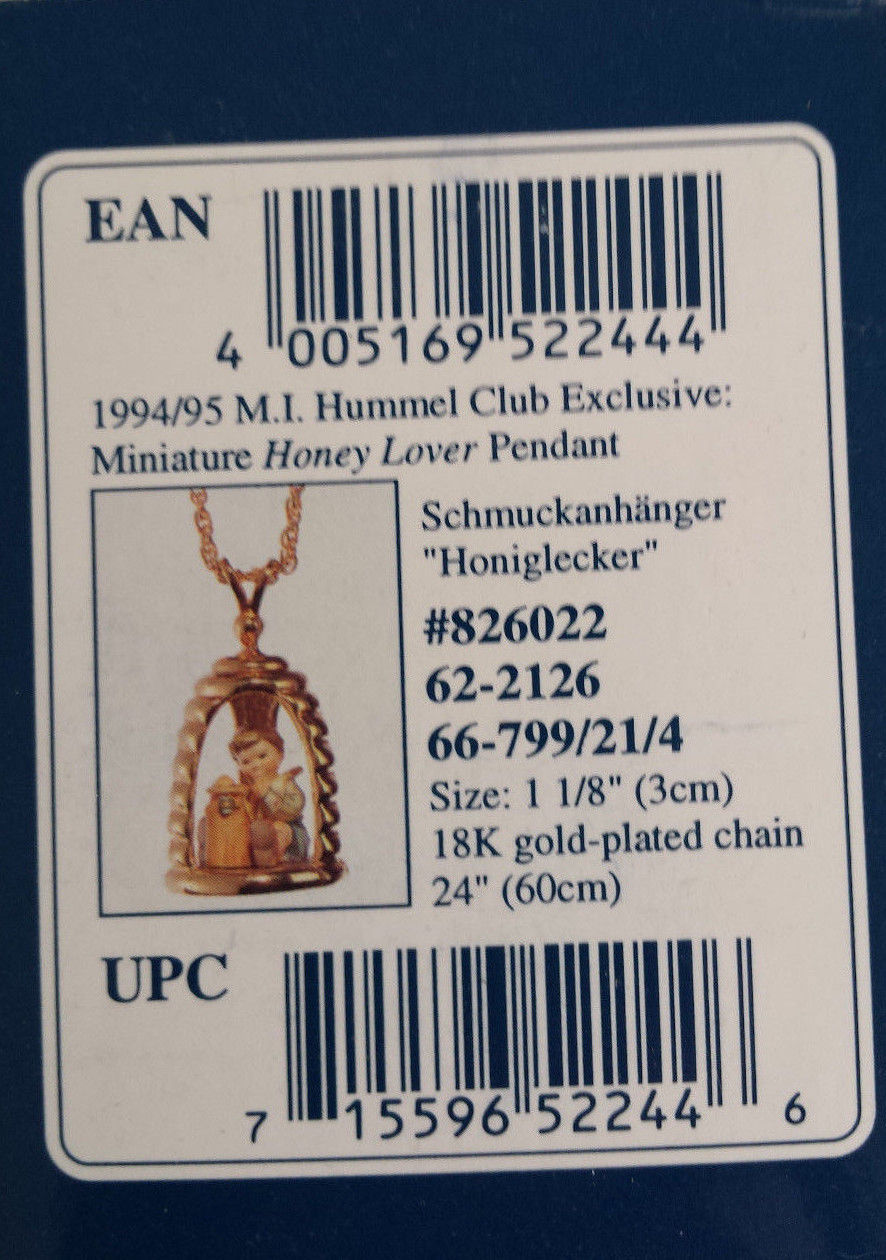 EAN
4 005169 522444
1994/95 M.I. Hummel Club Exclusive:
Miniature Honey Lover Pendant
Schmuckanhänger
"Honiglecker"
#826022
62-2126
66-799/21/4
Size: 1 1/8" (3cm)
18K gold-plated chain
24" (60cm)
UPC
7 15596 52244 6